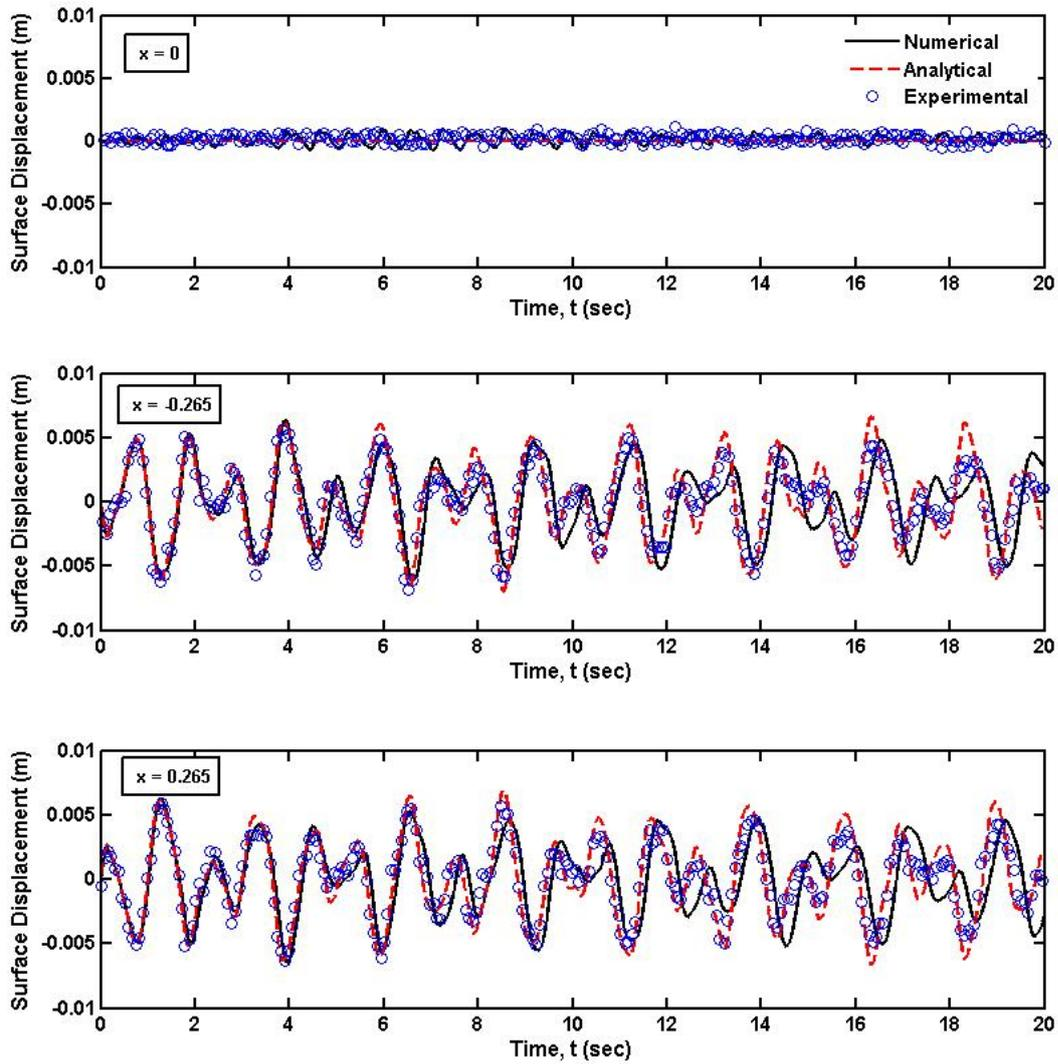 0.01
x = 0
Numerical
Analytical
Experimental
0.005
0
-0.005
-0.01
Surface Displacement (m)
0 2 4 6 8 10 12 14 16 18 20
Time, t (sec)
0.01
x = -0.265
0.005
0
-0.005
-0.01
Surface Displacement (m)
0 2 4 6 8 10 12 14 16 18 20
Time, t (sec)
0.01
x = 0.265
0.005
0
-0.005
-0.01
Surface Displacement (m)
0 2 4 6 8 10 12 14 16 18 20
Time, t (sec)